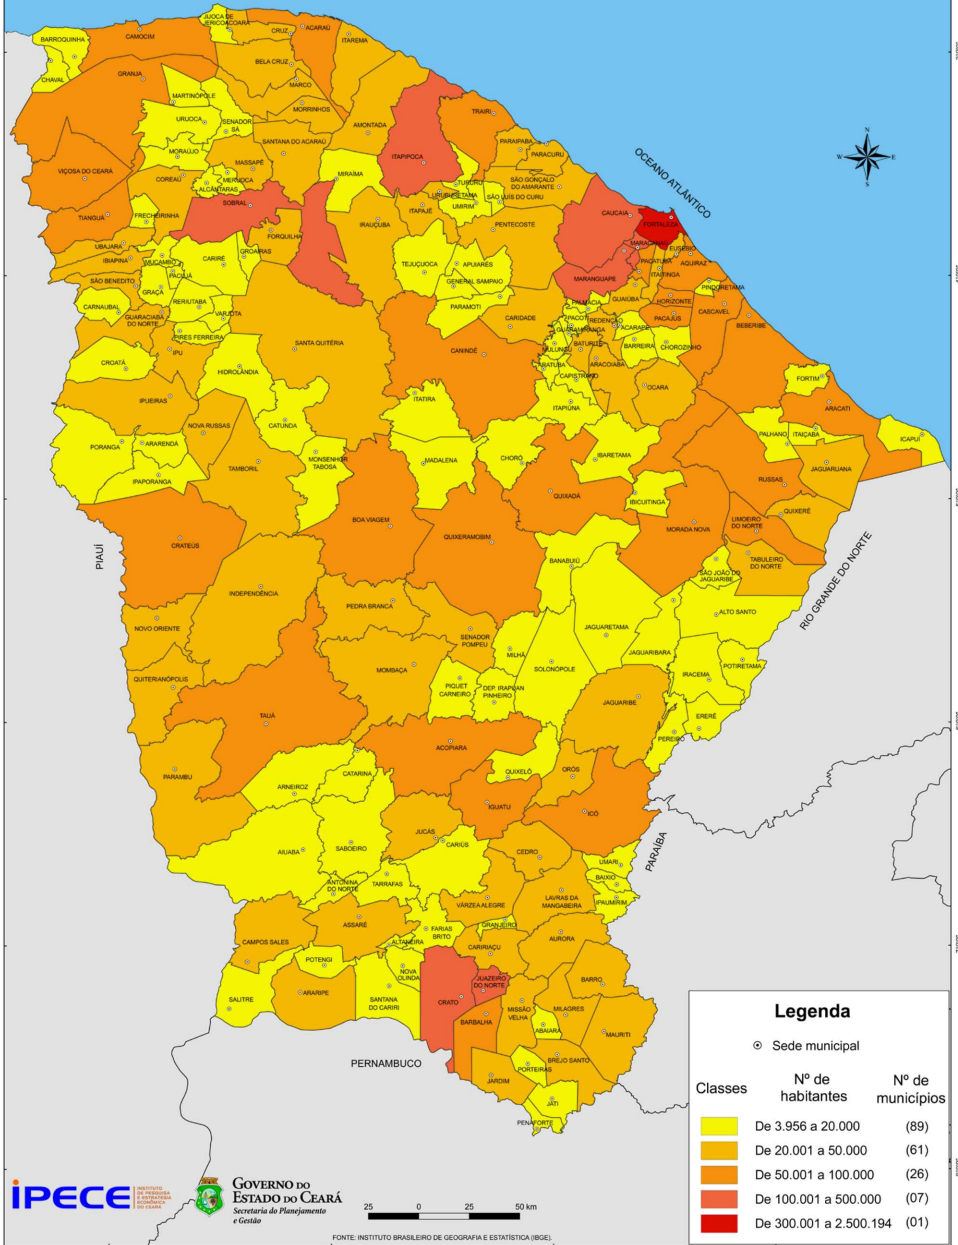 JIJOCA DE
JERICOACOARA
BARROQUINHA
CAMOCIM
CRUZ
ACARAÚ
ITAREMA
CHAVAL
GRANJA
BELA CRUZ
MARCO
MARTINÓPOLE
MORRINHOS
URUOCA
SENADOR
SÁ
AMONTADA
TRAIRI
SANTANA DO ACARAÚ
PARAIPABA
PARACURU
MORAÚJO
MASSAPÊ
ITAPIPOCA
OCEANO ATLÂNTICO
N
W
E
S
VIÇOSA DO CEARÁ
COREAÚ
MERUOCA
ALCÂNTARAS
MIRAÍMA
TURURU
URUBURETAMA
SÃO GONÇALO
DO AMARANTE
SÃO LUÍS DO CURU
UMIRIM
SOBRAL
ITAPAJÉ
TIANGUÁ
FRECHEIRINHA
FORQUILHA
IRAUÇUBA
PENTECOSTE
CAUCAIA
FORTALEZA
UBAJARA
IBIAPINA
MUCAMBO
PACUJÁ
CARIRÉ
GROAÍRAS
TEJUÇUOCA
APUIARÉS
GENERAL SAMPAIO
MARACANAÚ
EUSÉBIO
AQUIRAZ
PACATUBA
ITAITINGA
MARANGUAPE
SÃO BENEDITO
GRAÇA
RERIUTABA
VARJOTA
PARAMOTI
PALMÁCIA
GUAIÚBA
HORIZONTE
PINDORETAMA
CARNAUBAL
GUARACIABA
DO NORTE
PIRES FERREIRA
CARIDADE
PACOTI
GUARAMIRANGA
REDENÇÃO
ACARAPE
PACAJUS
CASCAVEL
BEBERIBE
IPU
SANTA QUITÉRIA
CANINDÉ
MULUNGU
BATURITÉ
BARREIRA
CHOROZINHO
CROATÁ
HIDROLÂNDIA
ARATUBA
ARACOIABA
CAPISTRANO
OCARA
FORTIM
IPUEIRAS
ITATIRA
ITAPIÚNA
ARACATI
NOVA RUSSAS
CATUNDA
PORANGA
ARARENDÁ
PALHANO
ITAIÇABA
ICAPUÍ
IPAPORANGA
TAMBORIL
MONSENHOR
TABOSA
MADALENA
CHORÓ
IBARETAMA
JAGUARUANA
RUSSAS
QUIXADÁ
IBICUITINGA
QUIXERÉ
CRATEÚS
BOA VIAGEM
QUIXERAMOBIM
MORADA NOVA
LIMOEIRO
DO NORTE
PIAUÍ
BANABUIÚ
TABULEIRO
DO NORTE
SÃO JOÃO DO
JAGUARIBE
RIO GRANDE DO NORTE
INDEPENDÊNCIA
PEDRA BRANCA
ALTO SANTO
NOVO ORIENTE
SENADOR
POMPEU
JAGUARETAMA
MILHÃ
JAGUARIBARA
QUITERIANÓPOLIS
MOMBAÇA
SOLONÓPOLE
POTIRETAMA
IRACEMA
PIQUET
CARNEIRO
DEP. IRAPUAN
PINHEIRO
JAGUARIBE
TAUÁ
ERERÊ
PEREIRO
ACOPIARA
PARAMBU
CATARINA
QUIXELÔ
ORÓS
ARNEIROZ
IGUATU
ICÓ
AIUABA
SABOEIRO
JUCÁS
CARIÚS
CEDRO
PARAÍBA
UMARI
BAIXIO
IPAUMIRIM
ANTONINA
DO NORTE
TARRAFAS
VÁRZEA ALEGRE
LAVRAS DA
MANGABEIRA
ASSARÉ
FARIAS
BRITO
GRANJEIRO
AURORA
CAMPOS SALES
ALTANEIRA
CARIRIAÇU
POTENGI
NOVA
OLINDA
BARRO
SALITRE
ARARIPE
SANTANA
DO CARIRI
CRATO
JUAZEIRO
DO NORTE
MISSÃO
VELHA
MILAGRES
BARBALHA
ABAIARA
MAURITI
PERNAMBUCO
BREJO SANTO
PORTEIRAS
JARDIM
JATI
PENAFORTE
Legenda
Sede municipal
Classes
Nº de
habitantes
Nº de
municípios
De 3.956 a 20.000 (89)
De 20.001 a 50.000 (61)
De 50.001 a 100.000 (26)
De 100.001 a 500.000 (07)
De 300.001 a 2.500.194 (01)
IPECE
INSTITUTO
DE PESQUISA
E ESTRATÉGIA
ECONÔMICA
DO CEARÁ
GOVERNO DO
ESTADO DO CEARÁ
Secretaria do Planejamento
e Gestão
25 0 25 50 km
FONTE: INSTITUTO BRASILEIRO DE GEOGRAFIA E ESTATÍSTICA (IBGE).